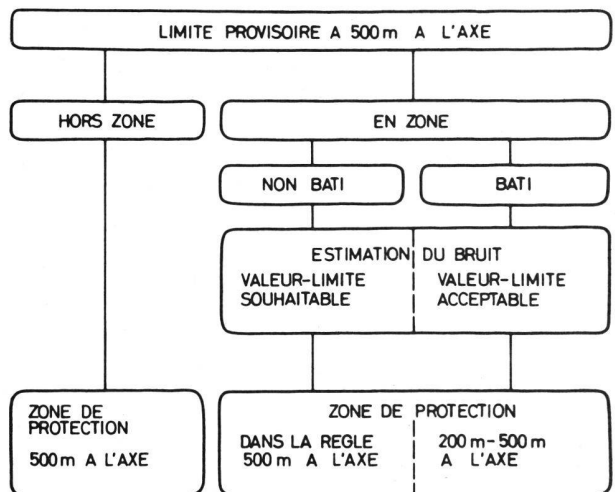 LIMITE PROVISOIRE A 500 m A L'AXE
HORS ZONE
EN ZONE
NON BATI
BATI
ESTIMATION DU BRUIT
VALEUR-LIMITE
SOUHAITABLE
VALEUR-LIMITE
ACCEPTABLE
ZONE DE
PROTECTION
500 m A L'AXE
ZONE DE PROTECTION
DANS LA REGLE
500 m A L'AXE
200 m - 500 m
A L'AXE